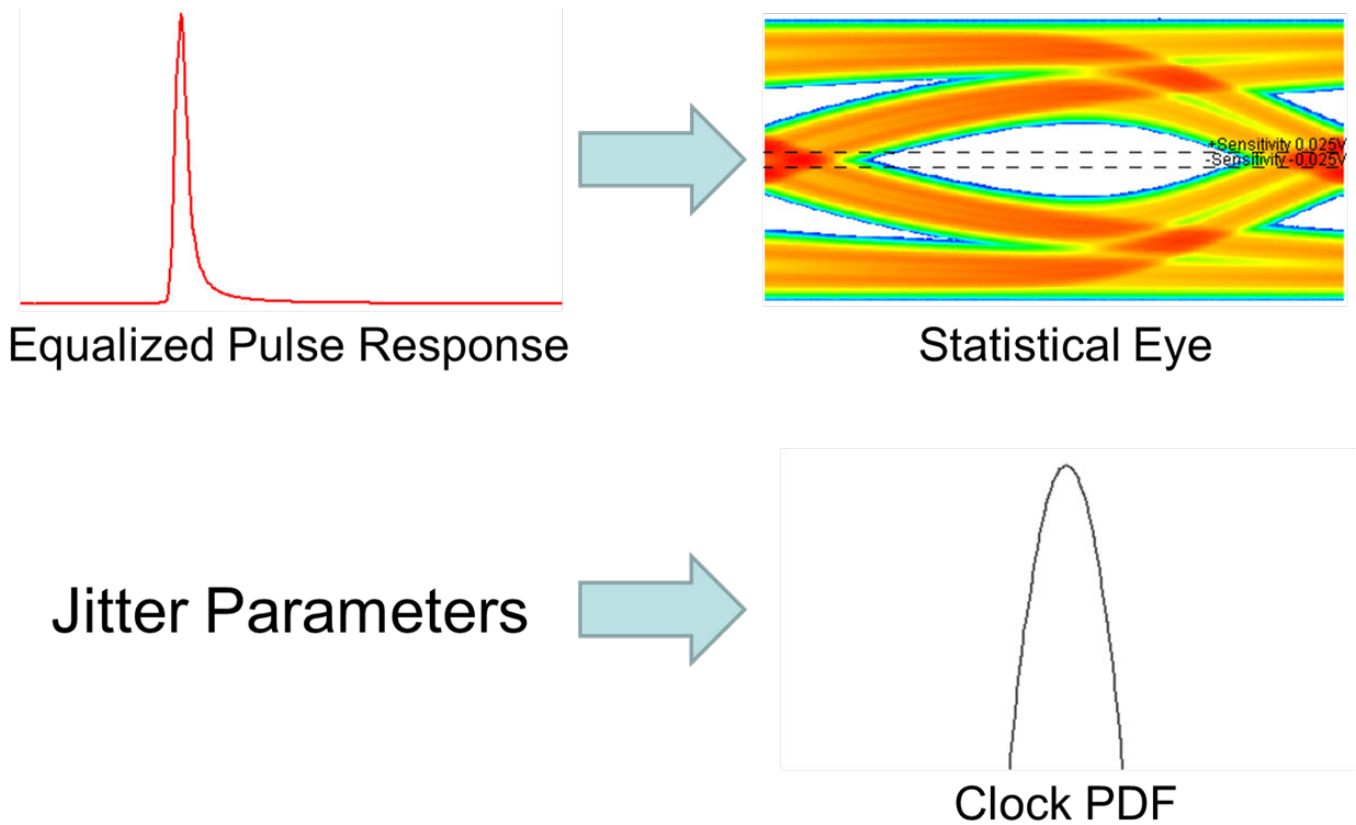 +Sensitivity 0.025V
-Sensitivity -0.025V
Equalized Pulse Response
Statistical Eye
Jitter Parameters
Clock PDF